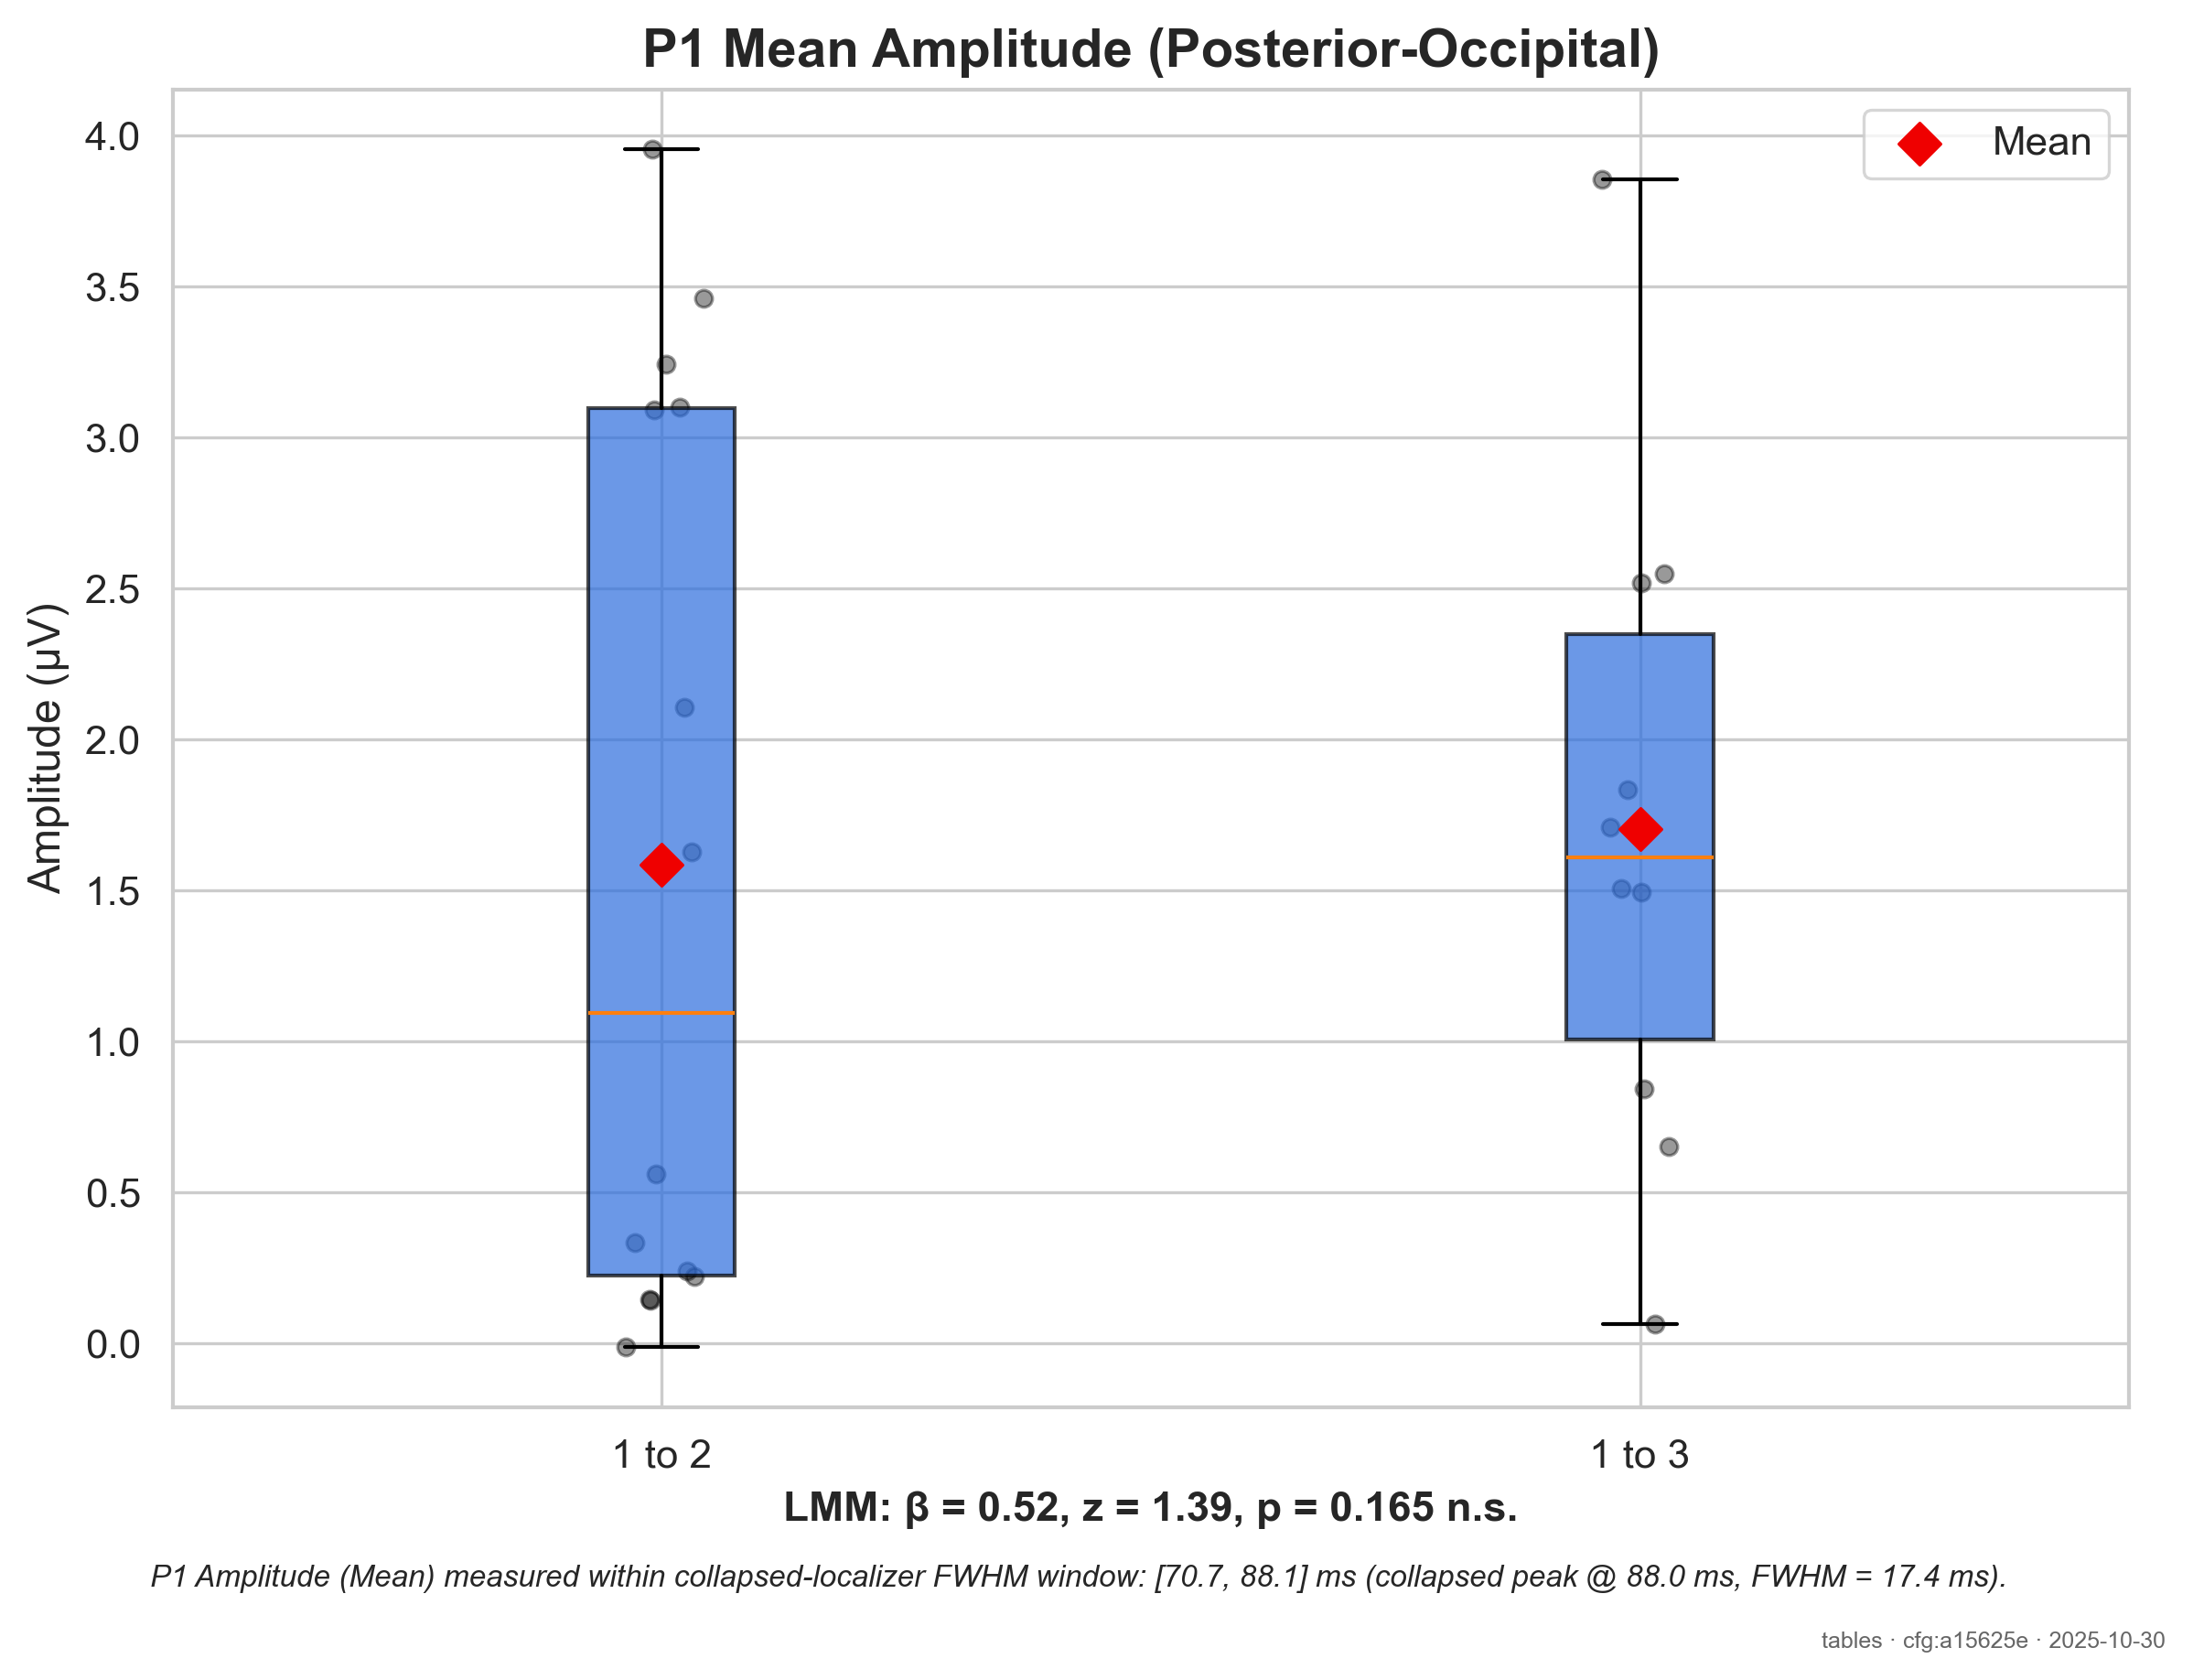 P1 Mean Amplitude (Posterior-Occipital)
Mean
Amplitude (µV)
4.0
3.5
3.0
2.5
2.0
1.5
1.0
0.5
0.0
1 to 2
1 to 3
LMM: β = 0.52, z = 1.39, p = 0.165 n.s.
P1 Amplitude (Mean) measured within collapsed-localizer FWHM window: [70.7, 88.1] ms (collapsed peak @ 88.0 ms, FWHM = 17.4 ms).
tables · cfg:a15625e · 2025-10-30